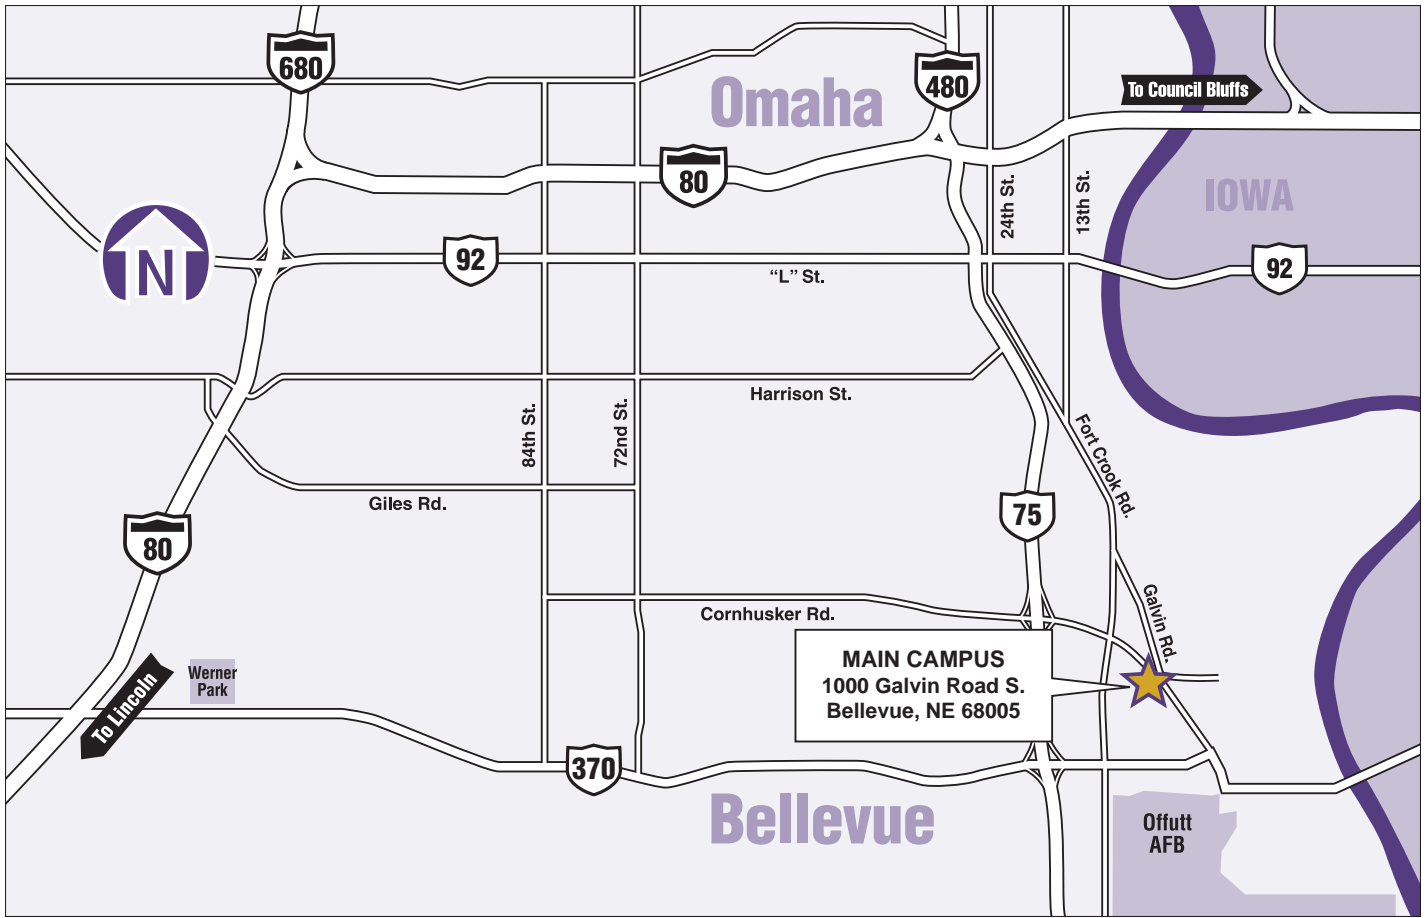 680
480
Omaha
To Council Bluffs
80
24th St.
13th St.
IOWA
N
92
"L" St.
92
Harrison St.
84th St.
72nd St.
Fort Crook Rd.
Giles Rd.
75
80
Galvin Rd.
Cornhusker Rd.
MAIN CAMPUS
1000 Galvin Road S.
Bellevue, NE 68005
Werner
Park
To Lincoln
370
Bellevue
Offutt
AFB